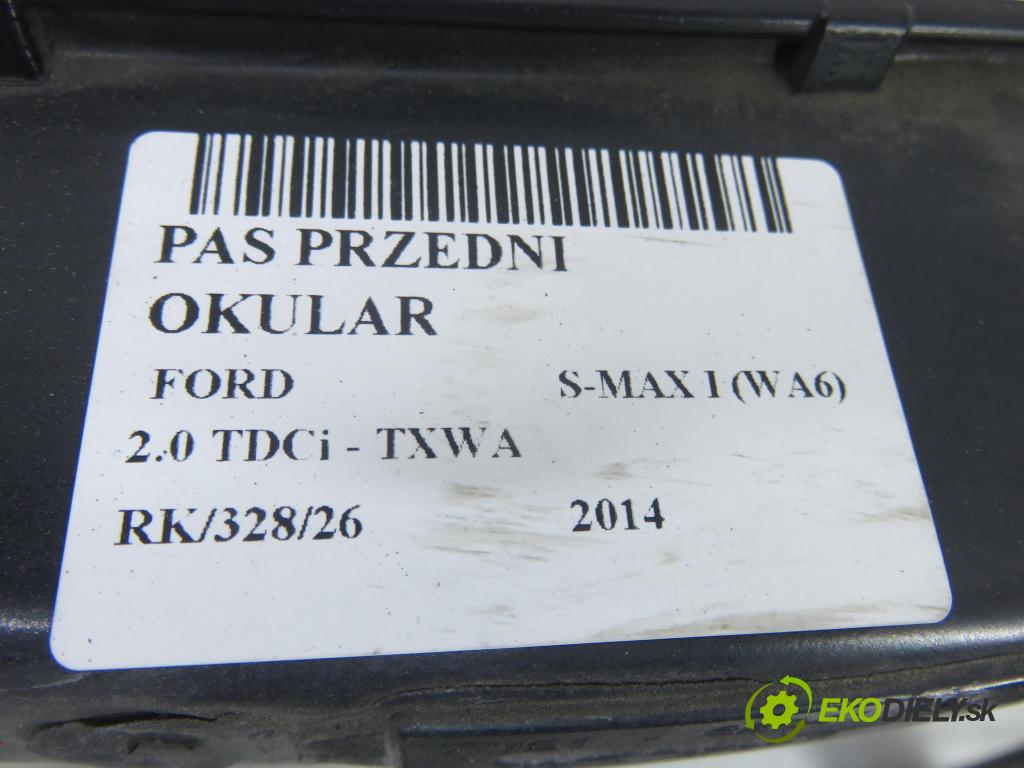 PAS PRZEDNI
OKULAR
FORD S-MAX I (WA6)
2.0 TDCi - TXWA
RK/328/26 2014
EKODIELY.sk